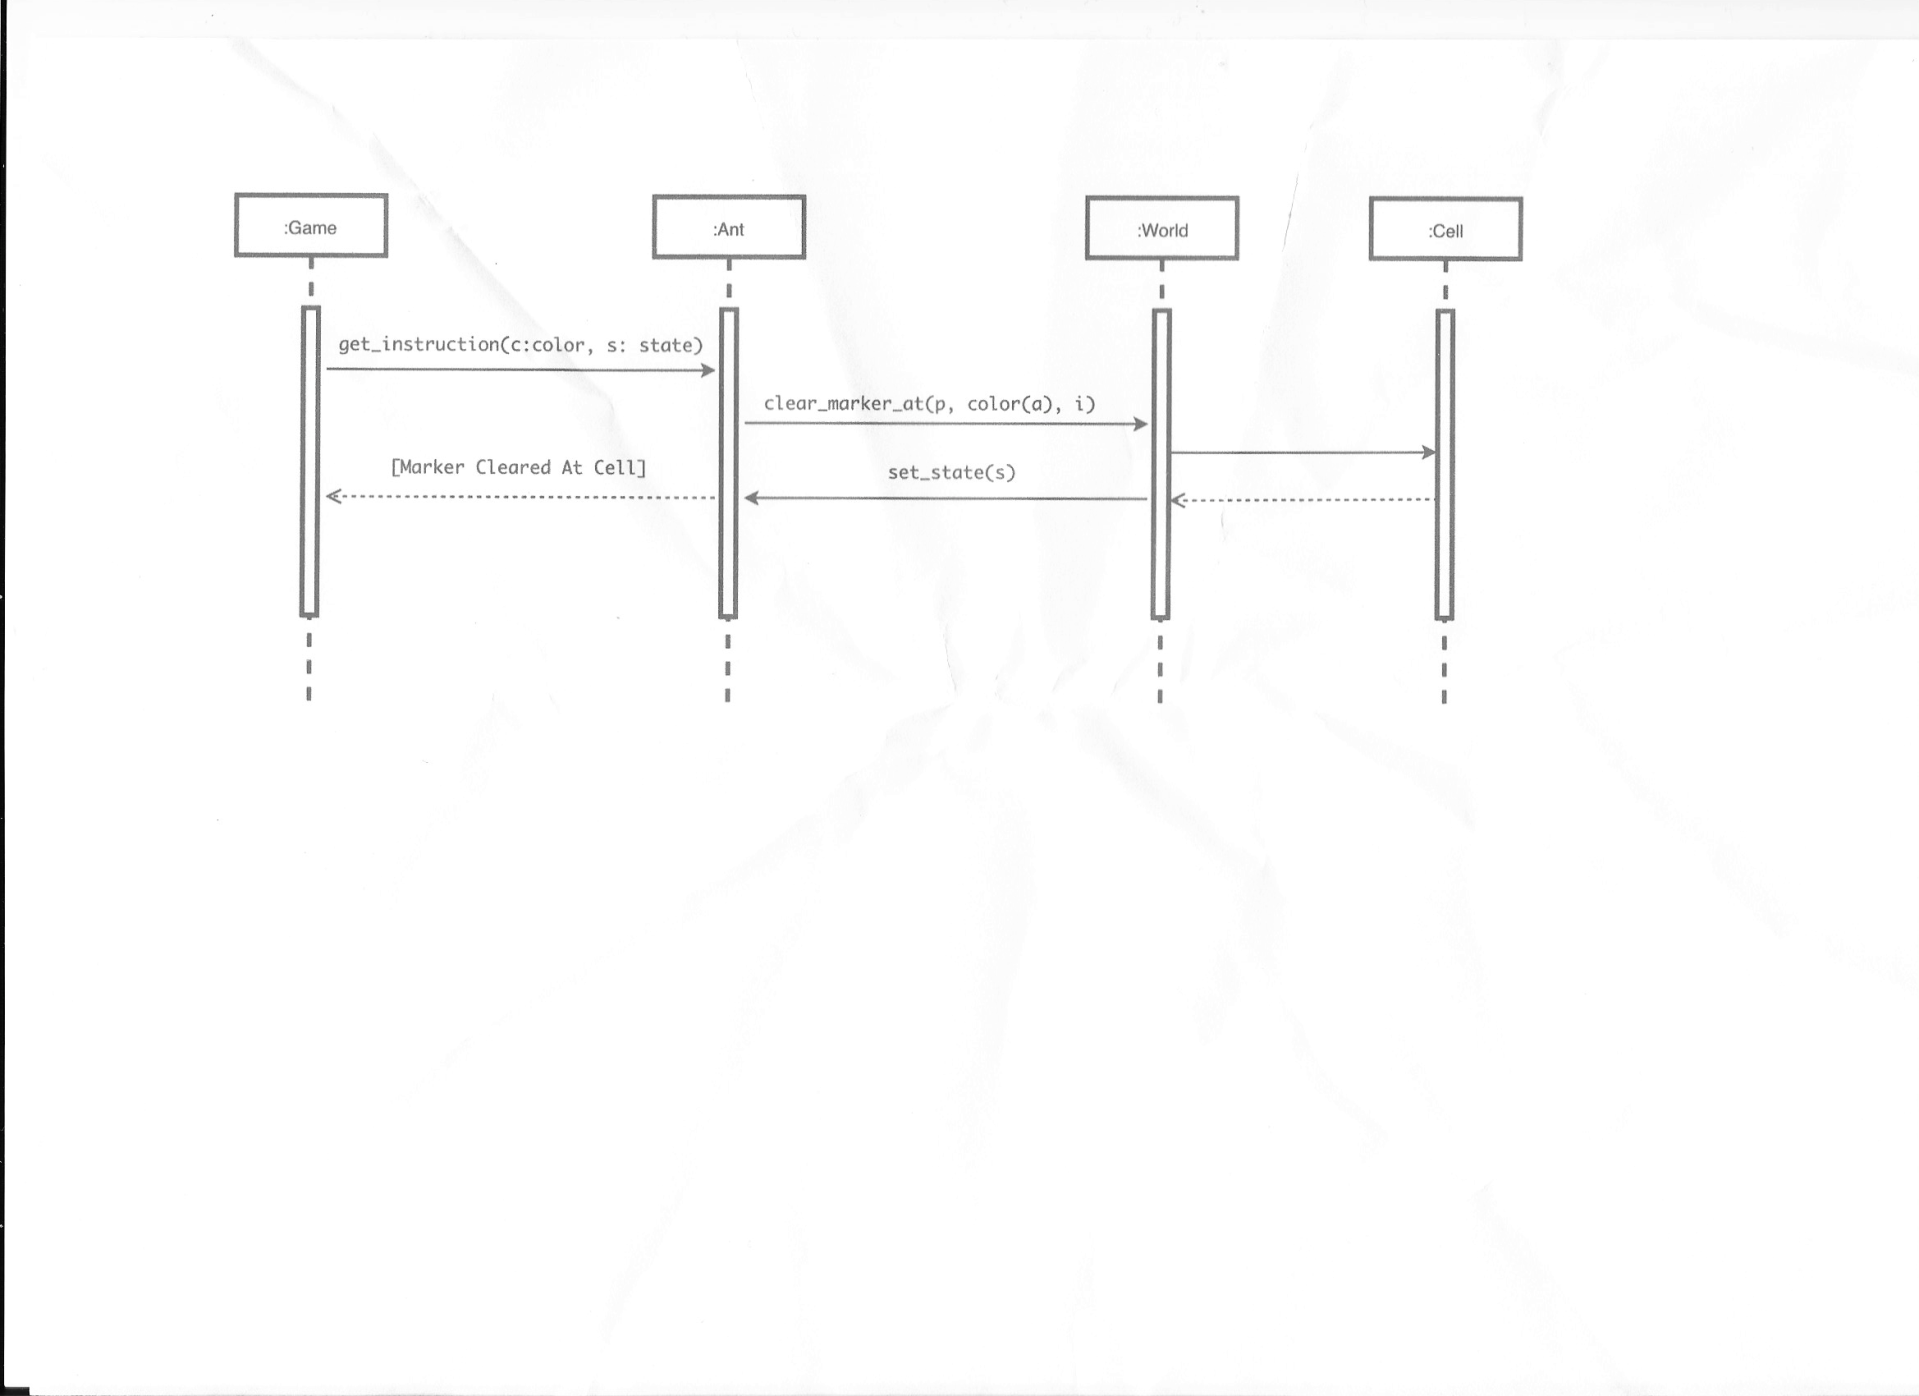 :Game
:Ant
:World
:Cell
get_instruction(c:color, s: state)
clear_marker_at(p, color(a), i)
[Marker Cleared At Cell]
set_state(s)